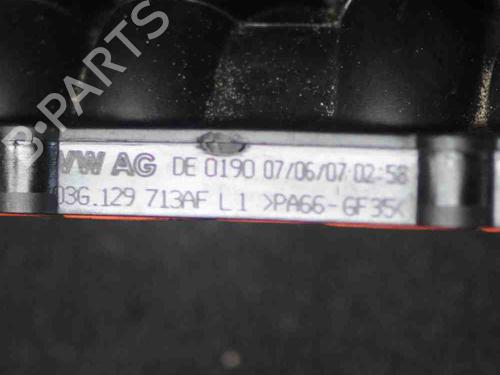 B-PARTS
VW AG DE 0190 07/06/07 02:58
03G.129 713AF L1 >PA66-GF35<